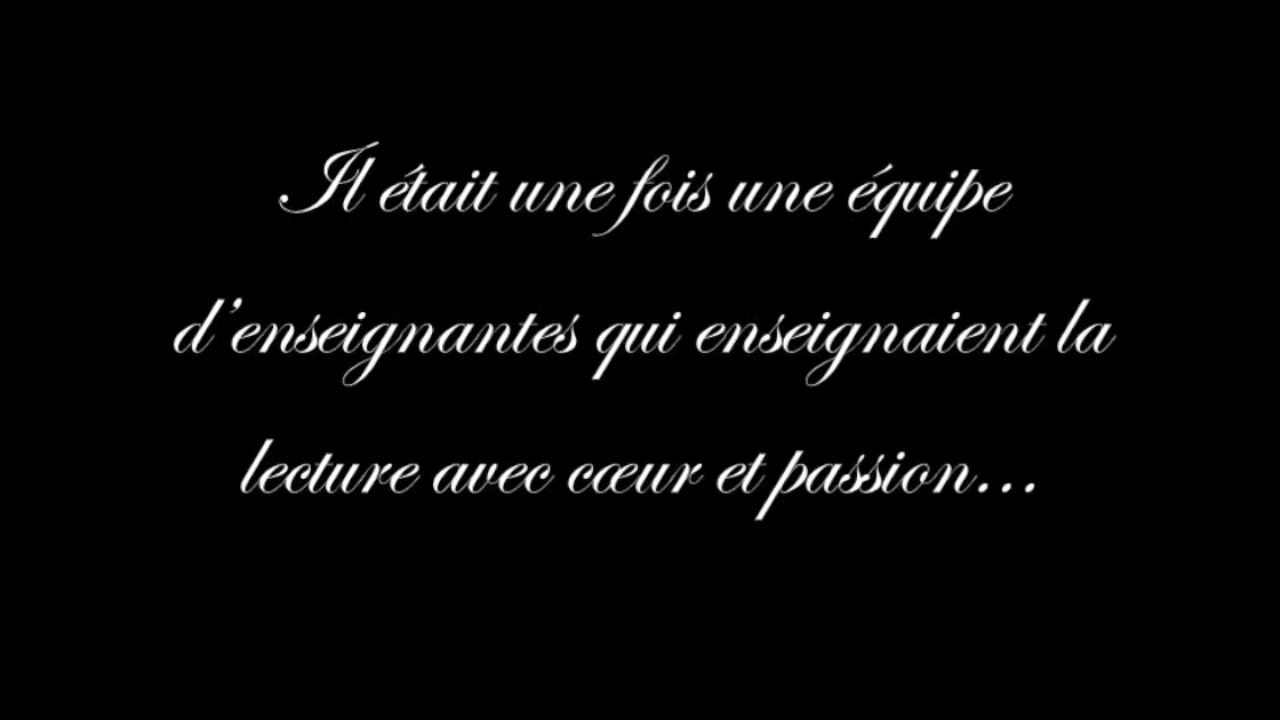 Il était une fois une équipe
d'enseignantes qui enseignaient la
lecture avec cœur et passion...